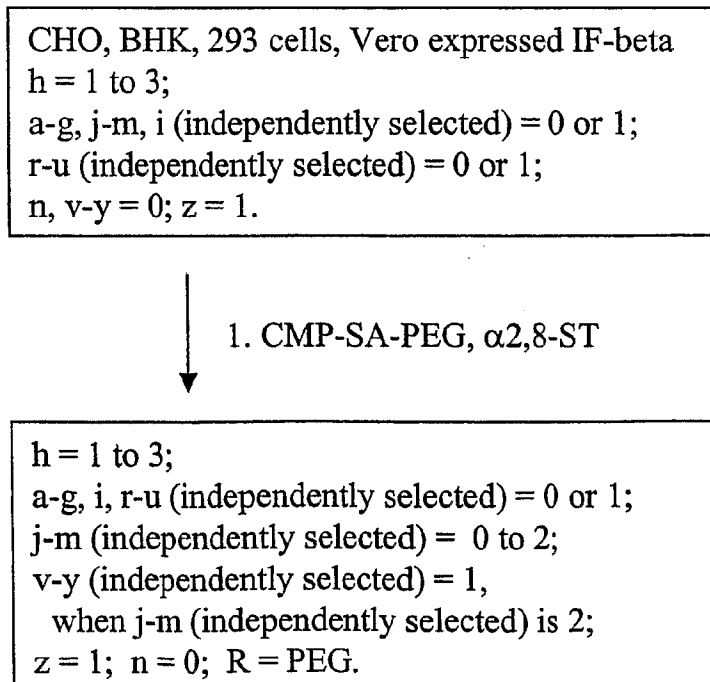 CHO, BHK, 293 cells, Vero expressed IF-beta
h = 1 to 3;
a-g, j-m, i (independently selected) = 0 or 1;
r-u (independently selected) = 0 or 1;
n, v-y = 0; z = 1.
1. CMP-SA-PEG, α2,8-ST
h = 1 to 3;
a-g, i, r-u (independently selected) = 0 or 1;
j-m (independently selected) = 0 to 2;
v-y (independently selected) = 1,
when j-m (independently selected) is 2;
z = 1; n = 0; R = PEG.